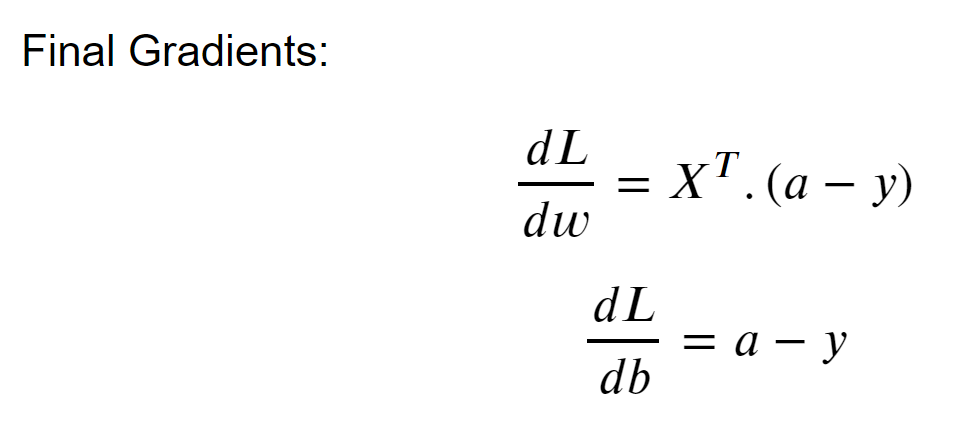 Final Gradients:
dL/dw = X^T . (a − y)
dL/db = a − y